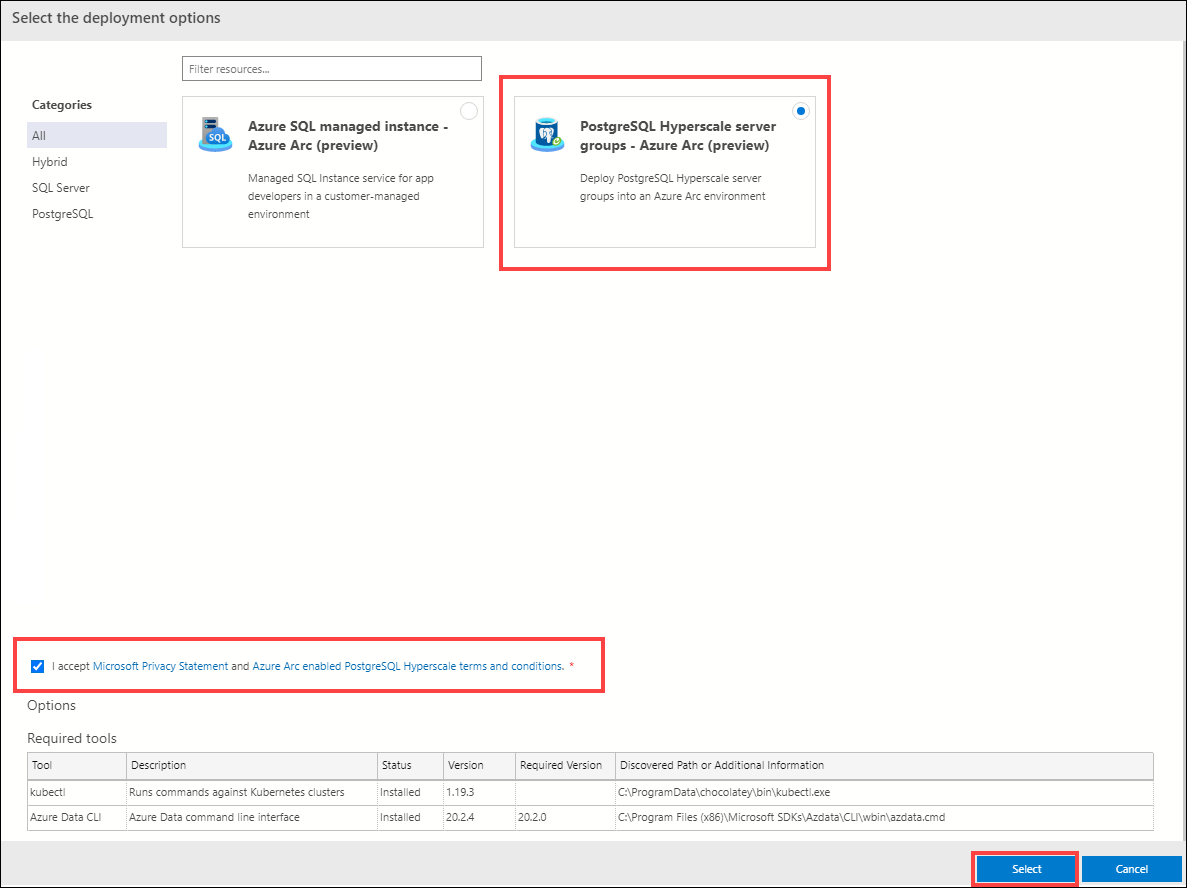 Select the deployment options
Filter resources...
Categories
All
Hybrid
SQL Server
PostgreSQL
SQL
Azure SQL managed instance -
Azure Arc (preview)
Managed SQL Instance service for app
developers in a customer-managed
environment
PostgreSQL Hyperscale server
groups - Azure Arc (preview)
Deploy PostgreSQL Hyperscale server
groups into an Azure Arc environment
I accept Microsoft Privacy Statement and Azure Arc enabled PostgreSQL Hyperscale terms and conditions. *
Options
Required tools
Tool Description Status Version Required Version Discovered Path or Additional Information
kubectl Runs commands against Kubernetes clusters Installed 1.19.3 C:\ProgramData\chocolatey\bin\kubectl.exe
Azure Data CLI Azure Data command line interface Installed 20.2.4 20.2.0 C:\Program Files (x86)\Microsoft SDKs\Azdata\CLI\wbin\azdata.cmd
Select Cancel